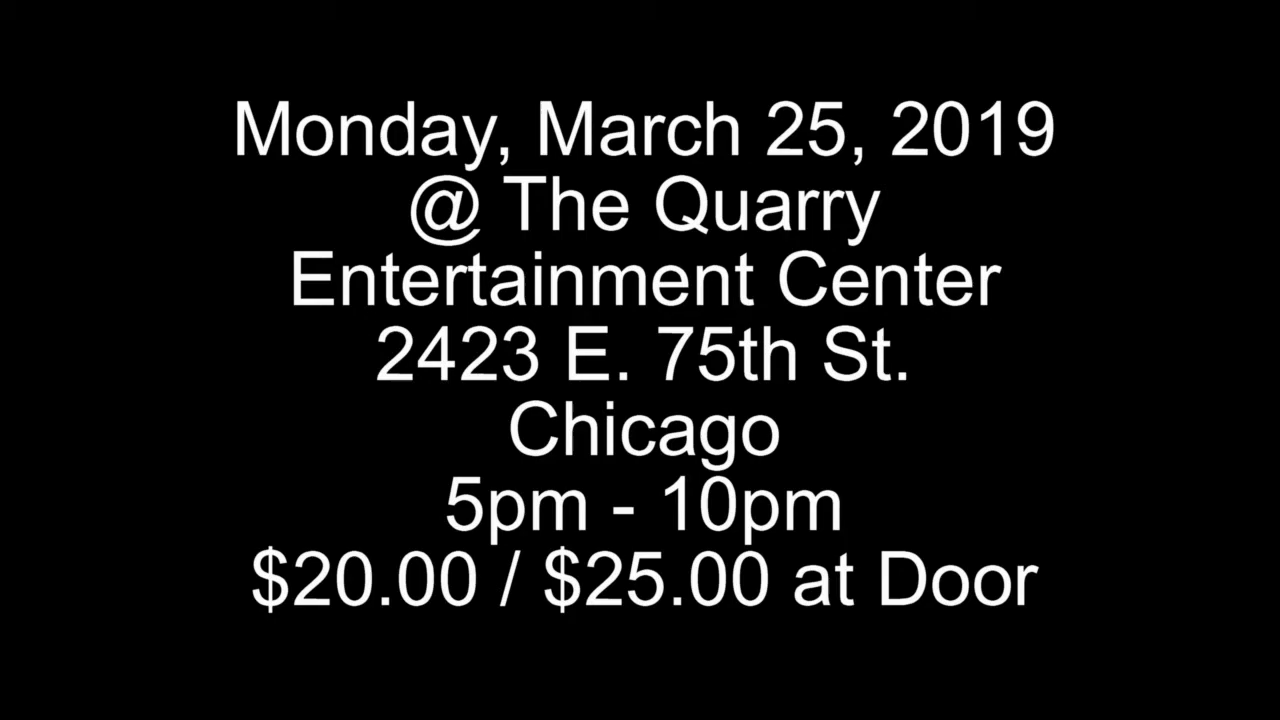 Monday, March 25, 2019
@ The Quarry
Entertainment Center
2423 E. 75th St.
Chicago
5pm - 10pm
$20.00 / $25.00 at Door